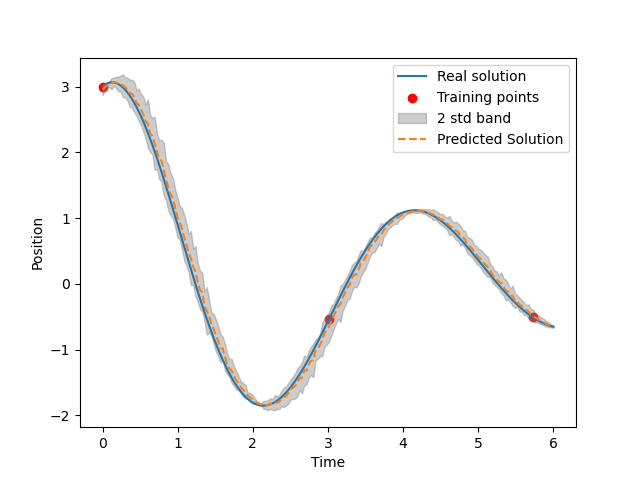 Real solution
Training points
2 std band
Predicted Solution
Position
3
2
1
0
−1
−2
0 1 2 3 4 5 6
Time